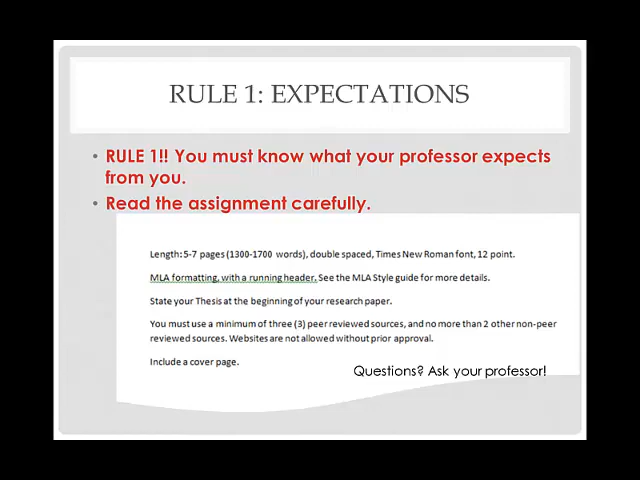 RULE 1: EXPECTATIONS
• RULE 1!! You must know what your professor expects
from you.
• Read the assignment carefully.
Length: 5-7 pages (1300-1700 words), double spaced, Times New Roman font, 12 point.
MLA formatting, with a running header. See the MLA Style guide for more details.
State your Thesis at the beginning of your research paper.
You must use a minimum of three (3) peer reviewed sources, and no more than 2 other non-peer
reviewed sources. Websites are not allowed without prior approval.
Include a cover page.
Questions? Ask your professor!